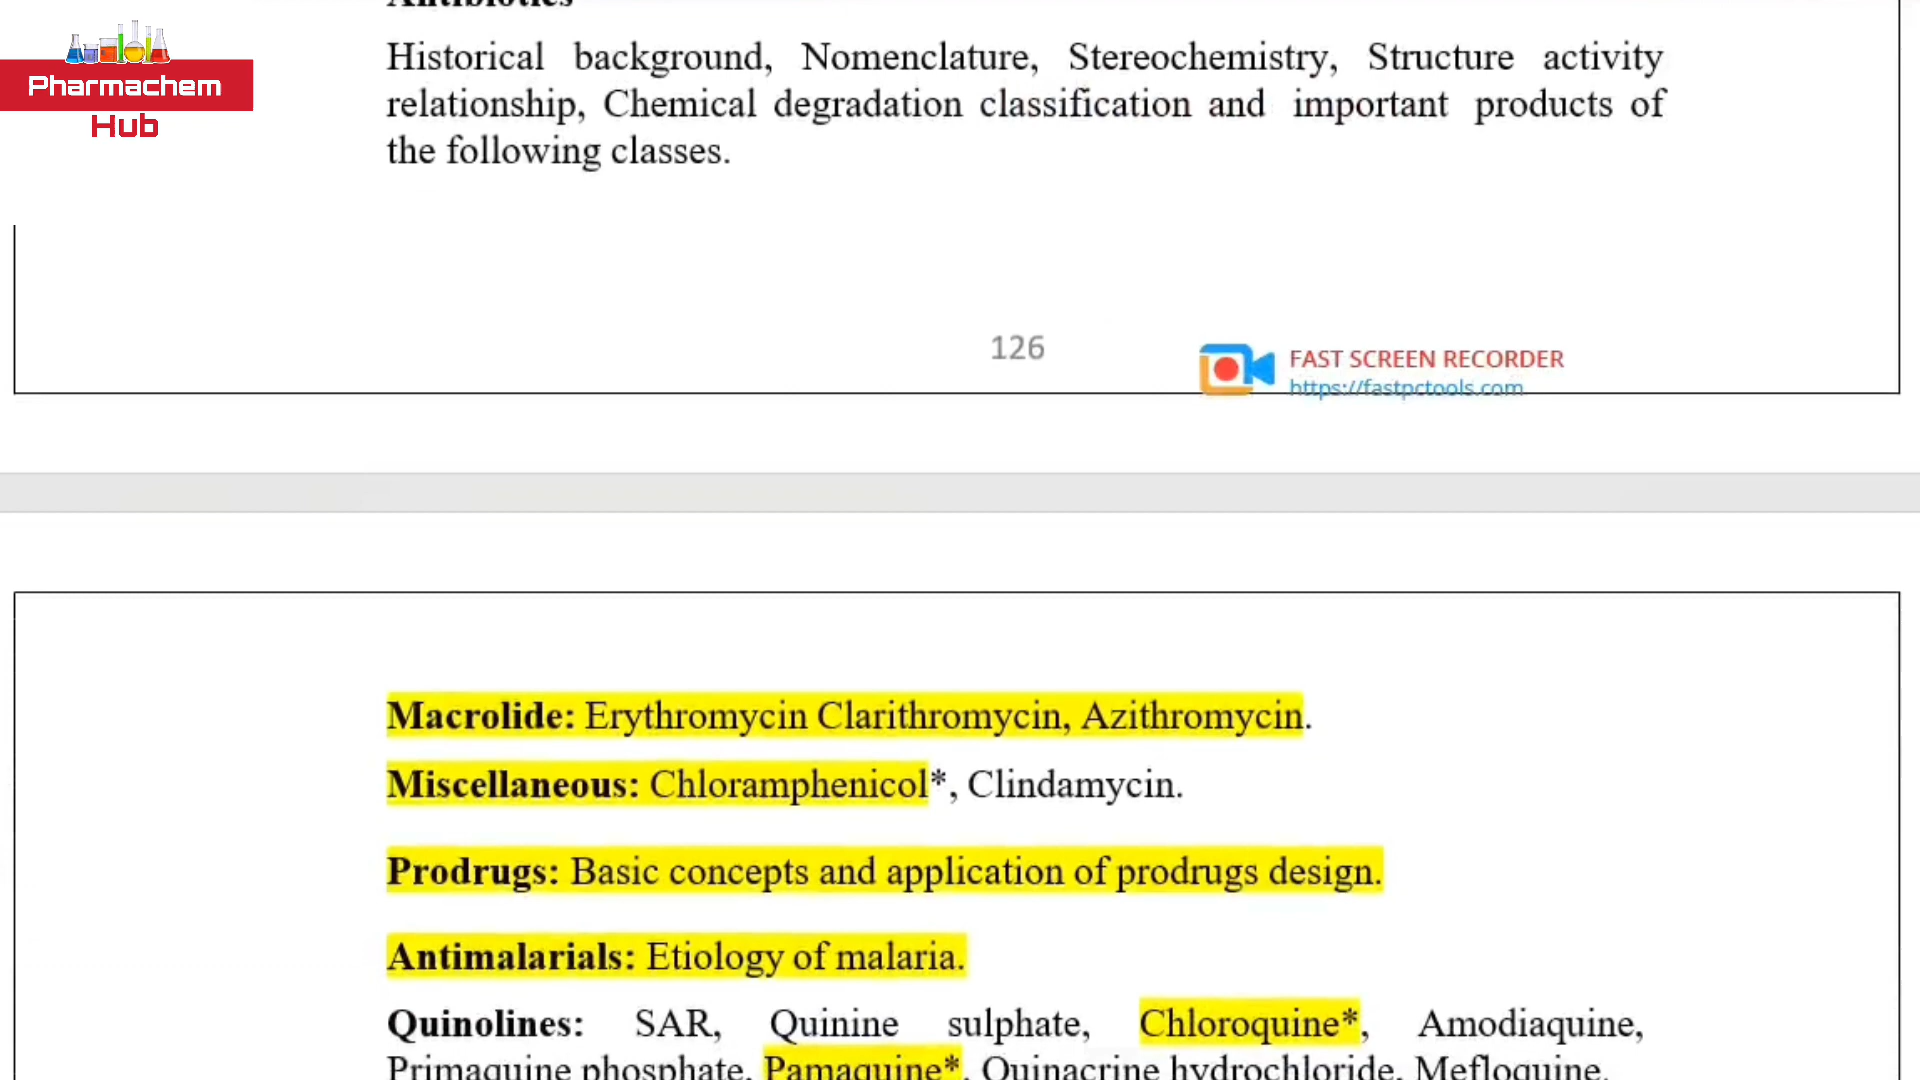 Antibiotics
Pharmachem
Hub
Historical background, Nomenclature, Stereochemistry, Structure activity
relationship, Chemical degradation classification and important products of
the following classes.
126
FAST SCREEN RECORDER
https://fastpctools.com
Macrolide: Erythromycin Clarithromycin, Azithromycin.
Miscellaneous: Chloramphenicol*, Clindamycin.
Prodrugs: Basic concepts and application of prodrugs design.
Antimalarials: Etiology of malaria.
Quinolines: SAR, Quinine sulphate, Chloroquine*, Amodiaquine,
Primaquine phosphate, Pamaquine*, Quinacrine hydrochloride, Mefloquine.